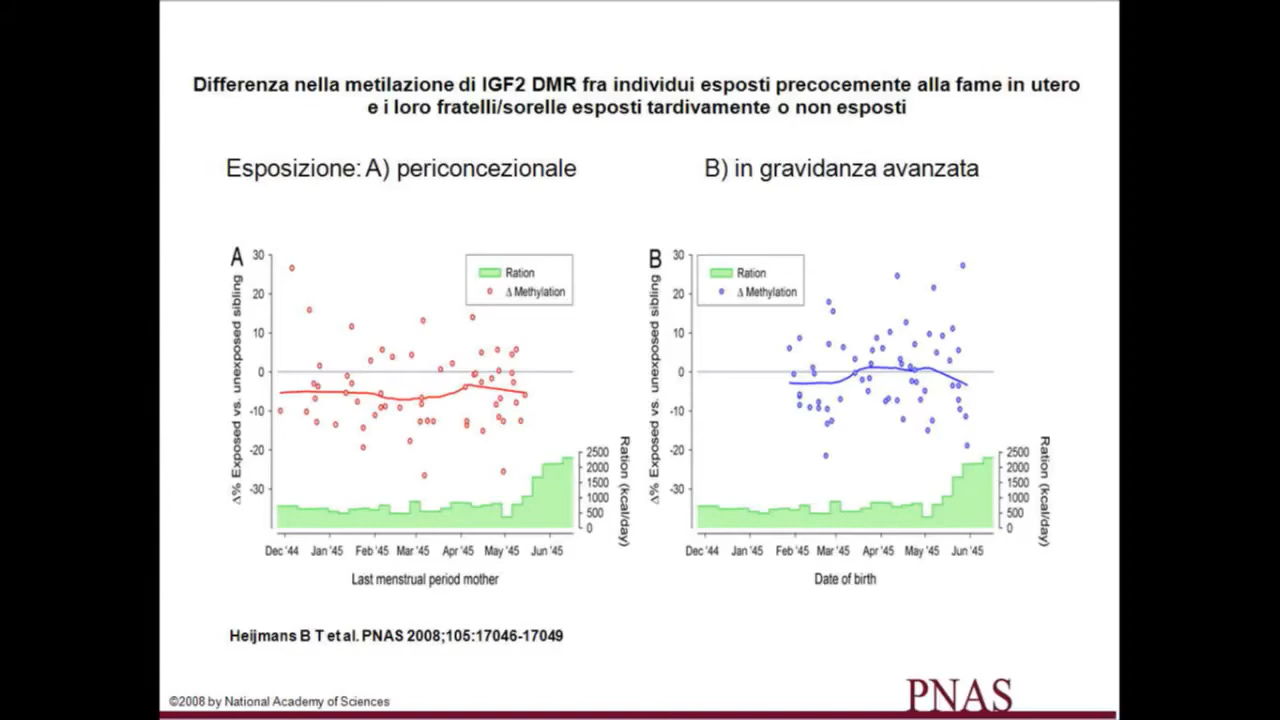 Differenza nella metilazione di IGF2 DMR fra individui esposti precocemente alla fame in utero
e i loro fratelli/sorelle esposti tardivamente o non esposti
Esposizione: A) periconcezionale
B) in gravidanza avanzata
A
30
20
10
0
-10
-20
-30
Δ% Exposed vs. unexposed sibling
Ration
Δ Methylation
2500
2000
1500
1000
500
0
Ration (kcal/day)
Dec '44 Jan '45 Feb '45 Mar '45 Apr '45 May '45 Jun '45
Last menstrual period mother
B
30
20
10
0
-10
-20
-30
Δ% Exposed vs. unexposed sibling
Ration
Δ Methylation
2500
2000
1500
1000
500
0
Ration (kcal/day)
Dec '44 Jan '45 Feb '45 Mar '45 Apr '45 May '45 Jun '45
Date of birth
Heijmans B T et al. PNAS 2008;105:17046-17049
©2008 by National Academy of Sciences
PNAS